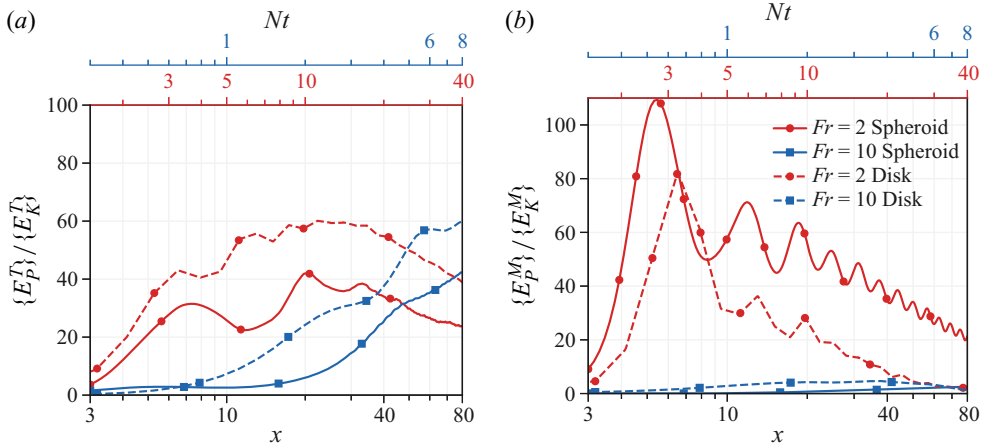 (a)
Nt
1
6
8
3
5
10
40
100
80
60
40
20
0
{E_P^T} / {E_K^T}
3
10
80
x
(b)
Nt
1
6
8
3
5
10
40
100
80
60
40
20
0
{E_P^M} / {E_K^M}
Fr = 2 Spheroid
Fr = 10 Spheroid
Fr = 2 Disk
Fr = 10 Disk
3
10
80
x